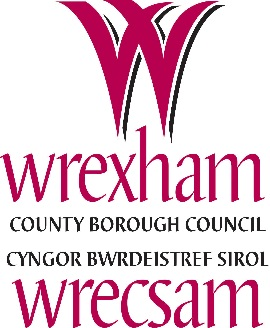 wrexham
COUNTY BOROUGH COUNCIL
CYNGOR BWRDEISTREF SIROL
wrecsam